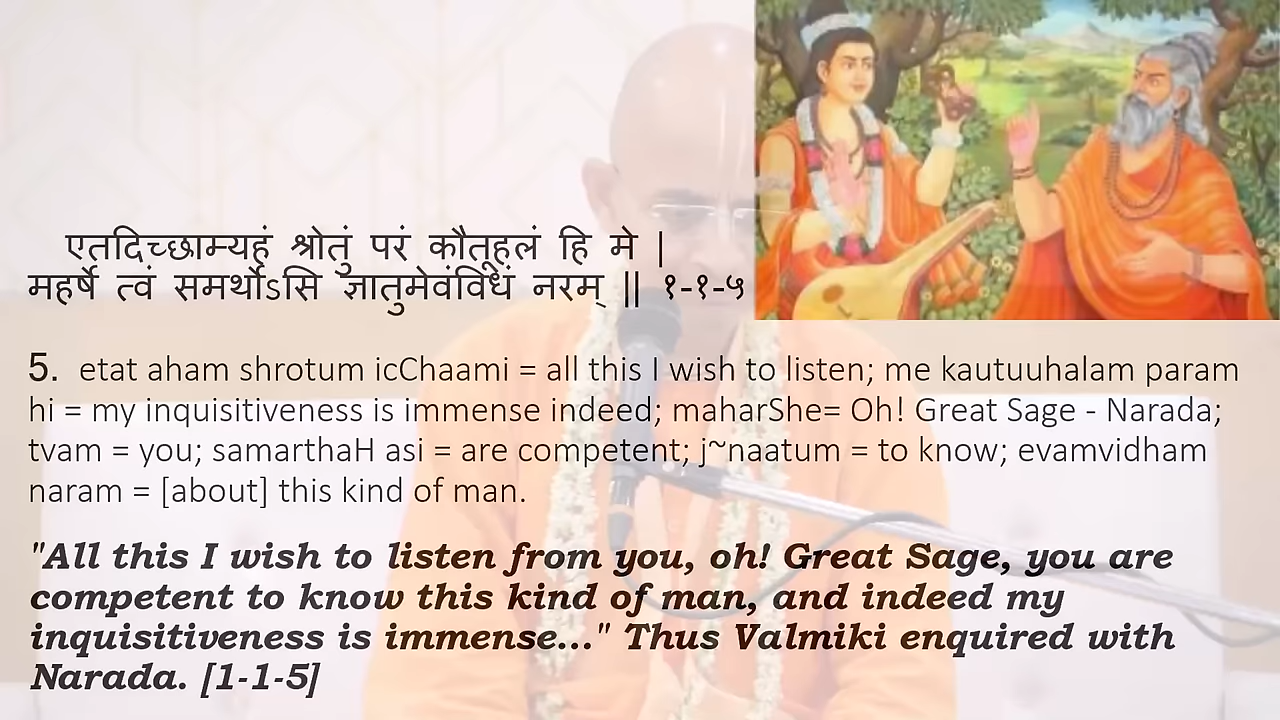 एतदिच्छाम्यहं श्रोतुं परं कौतूहलं हि मे |
महर्षे त्वं समर्थोऽसि ज्ञातुमेवंविधं नरम् || १-१-५
5. etat aham shrotum icChaami = all this I wish to listen; me kautuuhalam param
hi = my inquisitiveness is immense indeed; maharShe= Oh! Great Sage - Narada;
tvam = you; samarthaH asi = are competent; j~naatum = to know; evamvidham
naram = [about] this kind of man.
"All this I wish to listen from you, oh! Great Sage, you are
competent to know this kind of man, and indeed my
inquisitiveness is immense..." Thus Valmiki enquired with
Narada. [1-1-5]